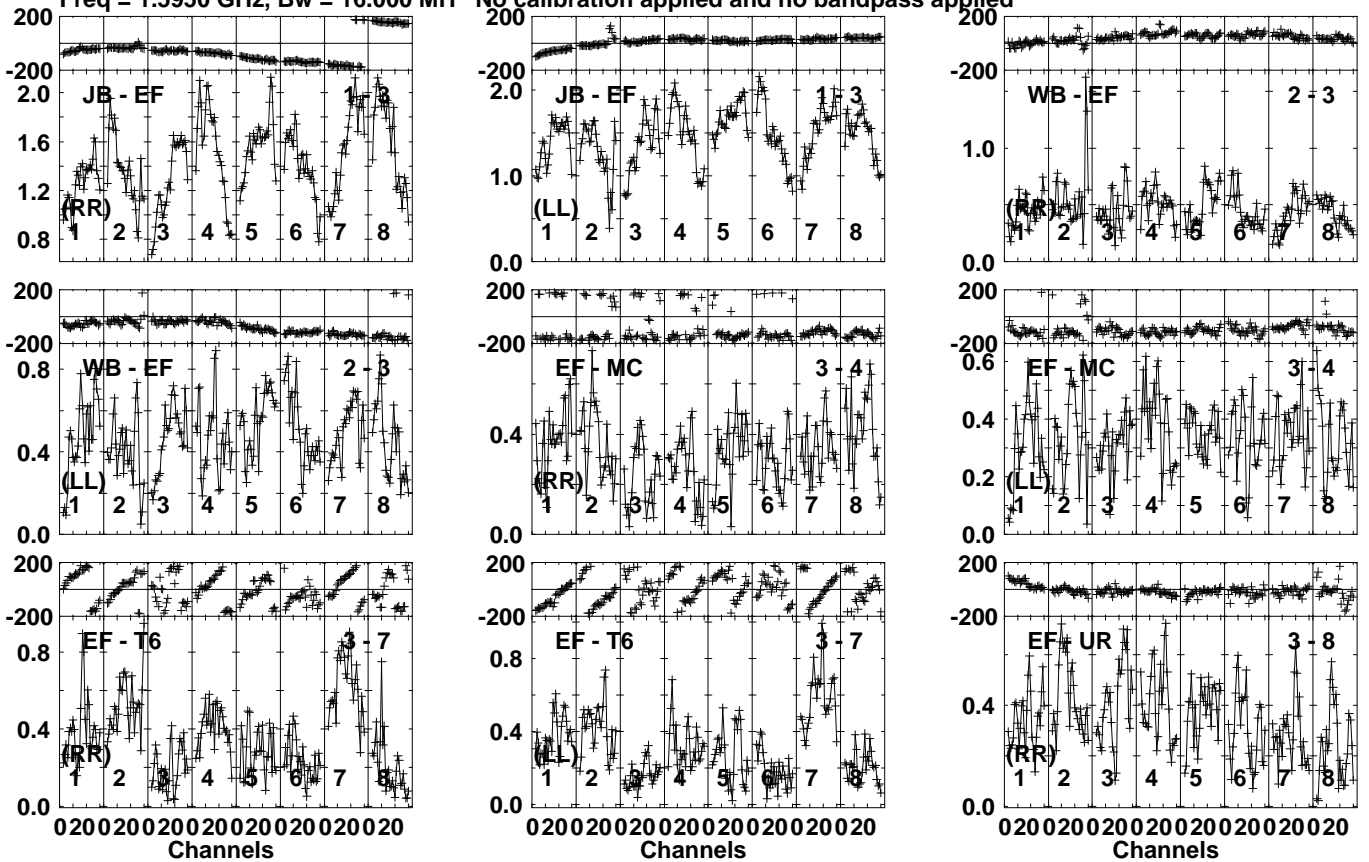 Freq = 1.5950 GHz, Bw = 16.000 MH No calibration applied and no bandpass applied
200 200 200
-200 -200 -200
JB - EF 1 - 3 JB - EF 1 - 3 WB - EF 2 - 3
2.0 2.0
1.6
1.2 1.0 1.0
0.8
(RR) (LL) (RR)
1 2 3 4 5 6 7 8 1 2 3 4 5 6 7 8 1 2 3 4 5 6 7 8
0.0 0.0
200 200 200
-200 -200 -200
WB - EF 2 - 3 EF - MC 3 - 4 EF - MC 3 - 4
0.8 0.6
0.4 0.4 0.4
0.2
(LL) (RR) (LL)
1 2 3 4 5 6 7 8 1 2 3 4 5 6 7 8 1 2 3 4 5 6 7 8
0.0 0.0 0.0
200 200 200
-200 -200 -200
EF - T6 3 - 7 EF - T6 3 - 7 EF - UR 3 - 8
0.8 0.8
0.4 0.4 0.4
(RR) (LL) (RR)
1 2 3 4 5 6 7 8 1 2 3 4 5 6 7 8 1 2 3 4 5 6 7 8
0.0 0.0 0.0
0 20 0 20 0 20 0 20 0 20 0 20 0 20 0 20 0 20 0 20 0 20 0 20 0 20 0 20 0 20 0 20 0 20 0 20 0 20 0 20 0 20 0 20 0 20 0 20
Channels Channels Channels